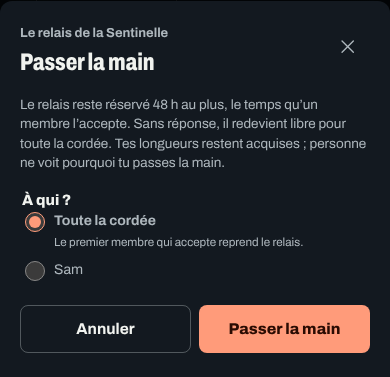 Le relais de la Sentinelle
Passer la main
Le relais reste réservé 48 h au plus, le temps qu’un
membre l’accepte. Sans réponse, il redevient libre pour
toute la cordée. Tes longueurs restent acquises ; personne
ne voit pourquoi tu passes la main.
À qui ?
Toute la cordée
Le premier membre qui accepte reprend le relais.
Sam
Annuler
Passer la main